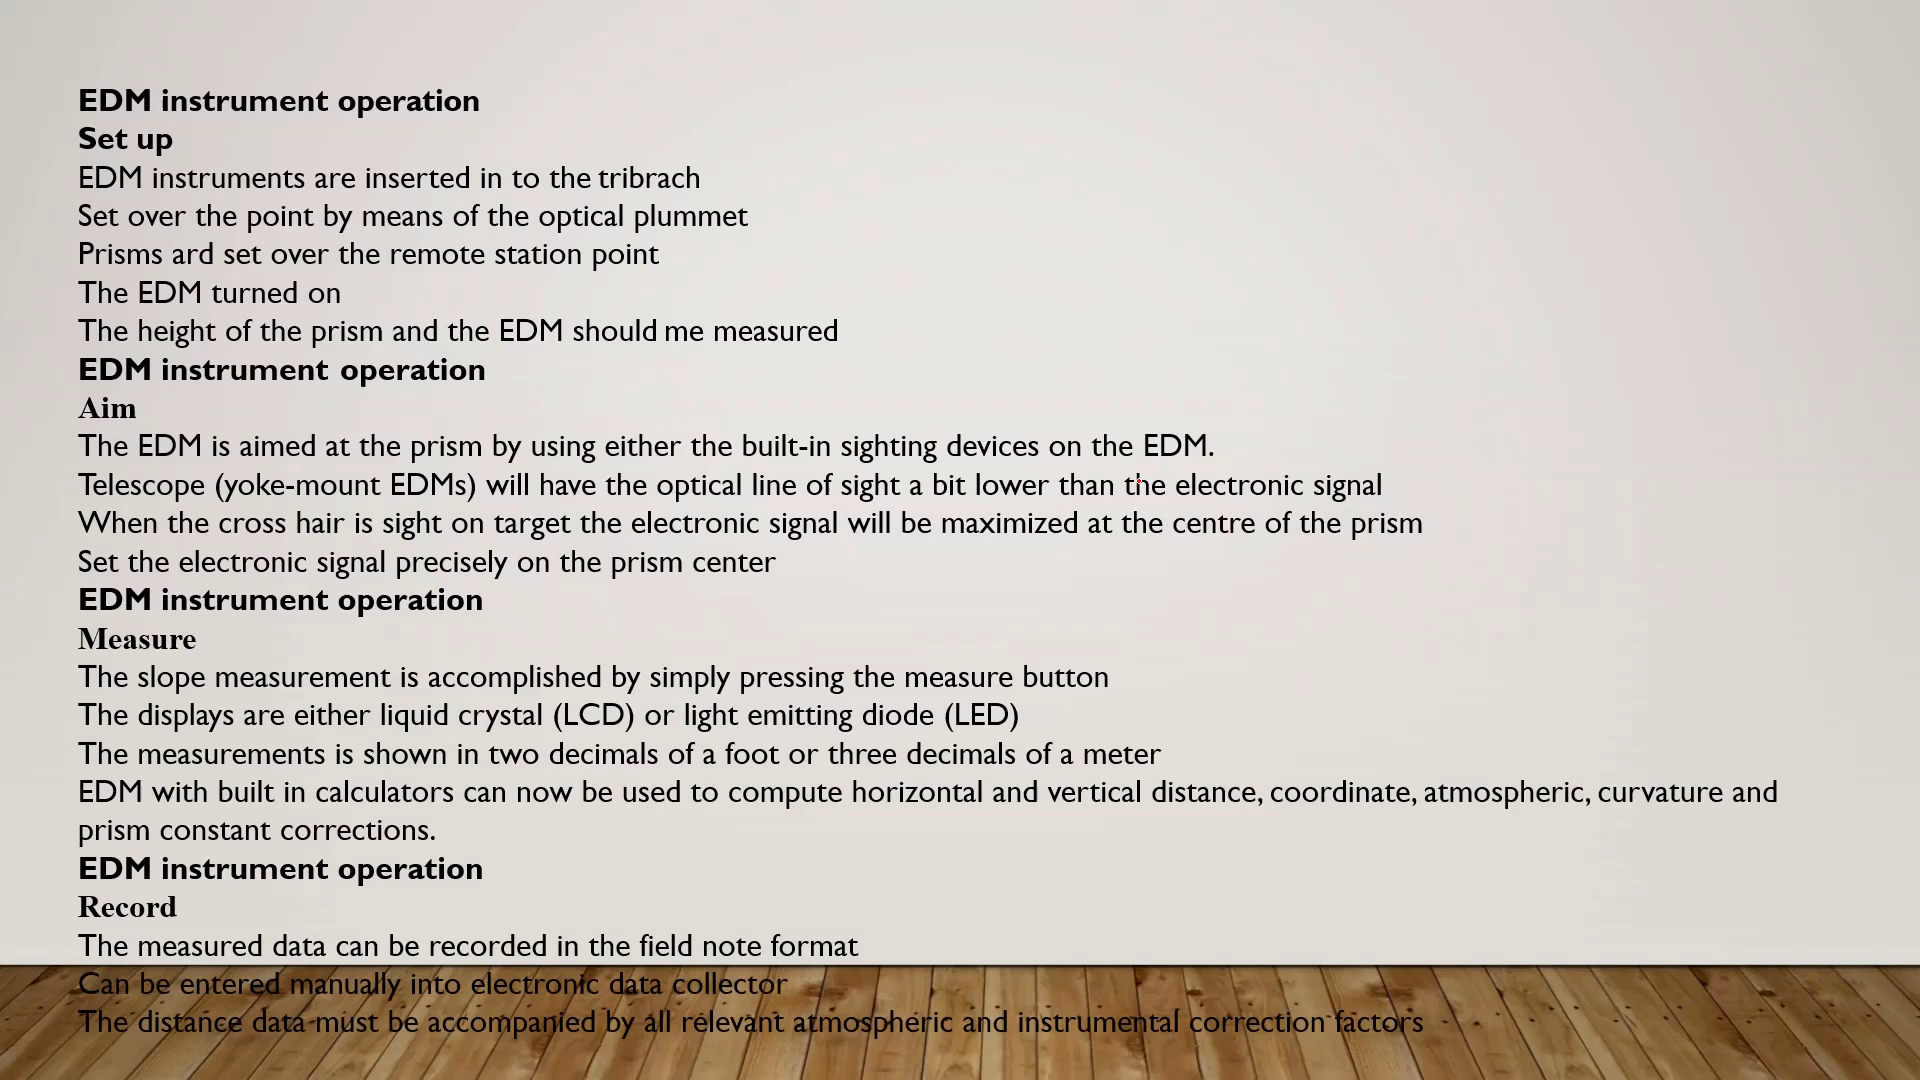 EDM instrument operation
Set up
EDM instruments are inserted in to the tribrach
Set over the point by means of the optical plummet
Prisms ard set over the remote station point
The EDM turned on
The height of the prism and the EDM should me measured
EDM instrument operation
Aim
The EDM is aimed at the prism by using either the built-in sighting devices on the EDM.
Telescope (yoke-mount EDMs) will have the optical line of sight a bit lower than the electronic signal
When the cross hair is sight on target the electronic signal will be maximized at the centre of the prism
Set the electronic signal precisely on the prism center
EDM instrument operation
Measure
The slope measurement is accomplished by simply pressing the measure button
The displays are either liquid crystal (LCD) or light emitting diode (LED)
The measurements is shown in two decimals of a foot or three decimals of a meter
EDM with built in calculators can now be used to compute horizontal and vertical distance, coordinate, atmospheric, curvature and
prism constant corrections.
EDM instrument operation
Record
The measured data can be recorded in the field note format
Can be entered manually into electronic data collector
The distance data must be accompanied by all relevant atmospheric and instrumental correction factors